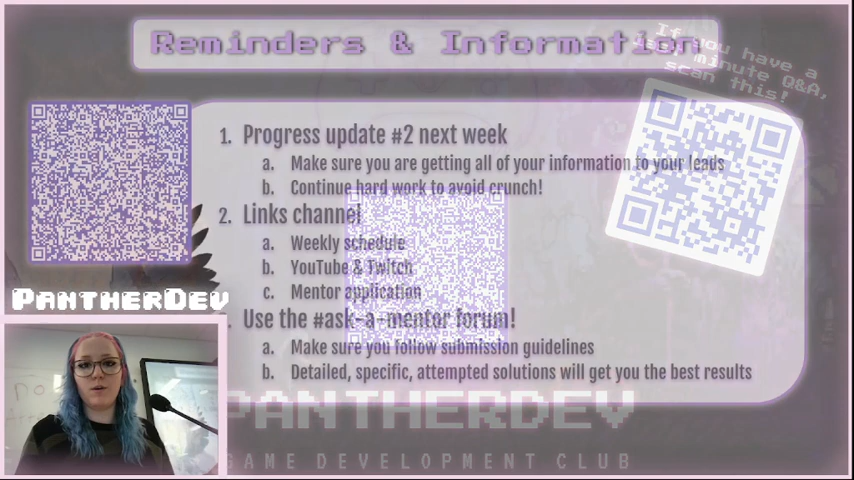 Reminders & Information
If you have a
last minute Q&A,
scan this!
1. Progress update #2 next week
a. Make sure you are getting all of your information to your leads
b. Continue hard work to avoid crunch!
2. Links channel
a. Weekly schedule
b. YouTube & Twitch
c. Mentor application
PANTHERDEV
Use the #ask-a-mentor forum!
a. Make sure you follow submission guidelines
b. Detailed, specific, attempted solutions will get you the best results
PANTHERDEV
GAME DEVELOPMENT CLUB